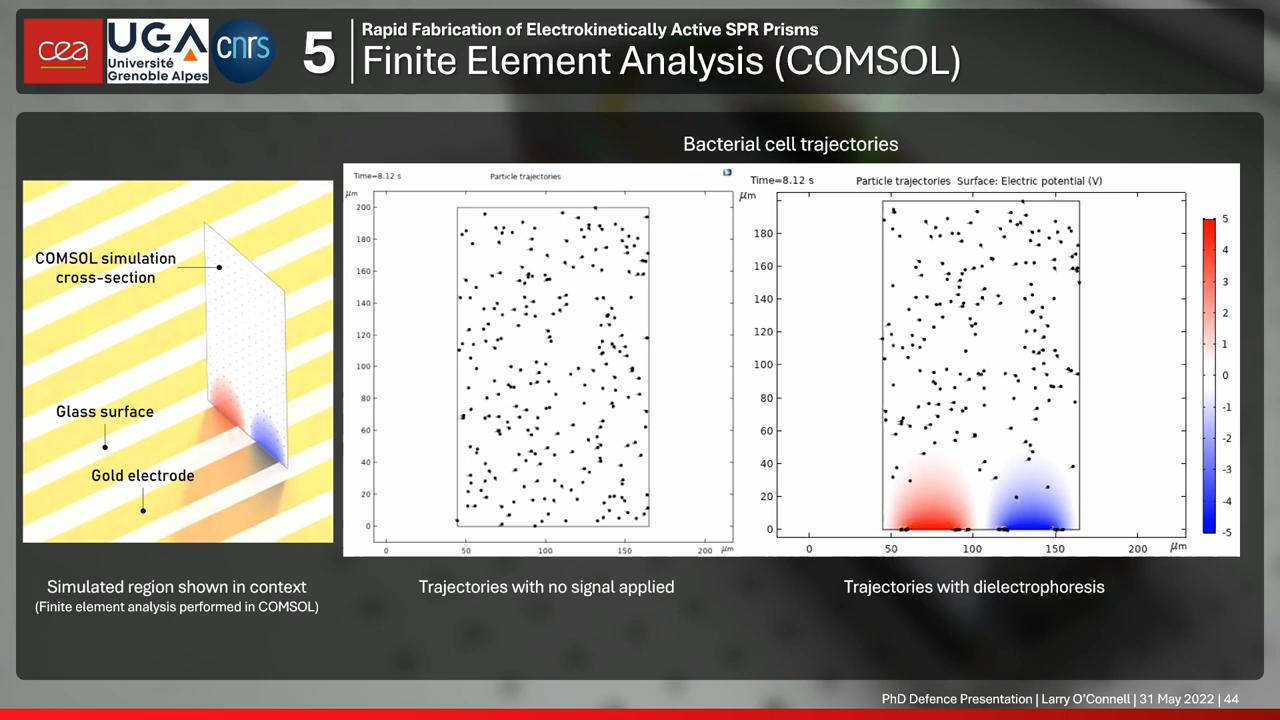 cea
UGA
Université
Grenoble Alpes
cnrs
5
Rapid Fabrication of Electrokinetically Active SPR Prisms
Finite Element Analysis (COMSOL)
Bacterial cell trajectories
COMSOL simulation
cross-section
Glass surface
Gold electrode
Time=8.12 s
Particle trajectories
µm
200
180
160
140
120
100
80
60
40
20
0
0
50
100
150
200
µm
Time=8.12 s
Particle trajectories Surface: Electric potential (V)
µm
180
160
140
120
100
80
60
40
20
0
0
50
100
150
200
µm
5
4
3
2
1
0
-1
-2
-3
-4
-5
Simulated region shown in context
(Finite element analysis performed in COMSOL)
Trajectories with no signal applied
Trajectories with dielectrophoresis
PhD Defence Presentation | Larry O’Connell | 31 May 2022 | 44